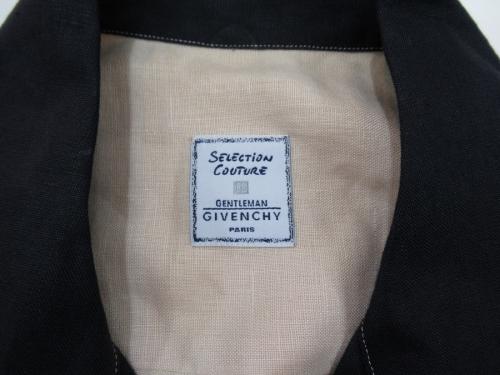 SELECTION
COUTURE
GENTLEMAN
GIVENCHY
PARIS